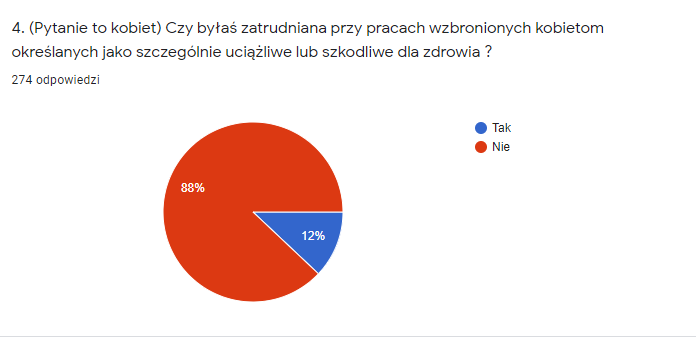 4. (Pytanie to kobiet) Czy byłaś zatrudniana przy pracach wzbronionych kobietom
określanych jako szczególnie uciążliwe lub szkodliwe dla zdrowia ?
274 odpowiedzi
Tak
Nie
88%
12%